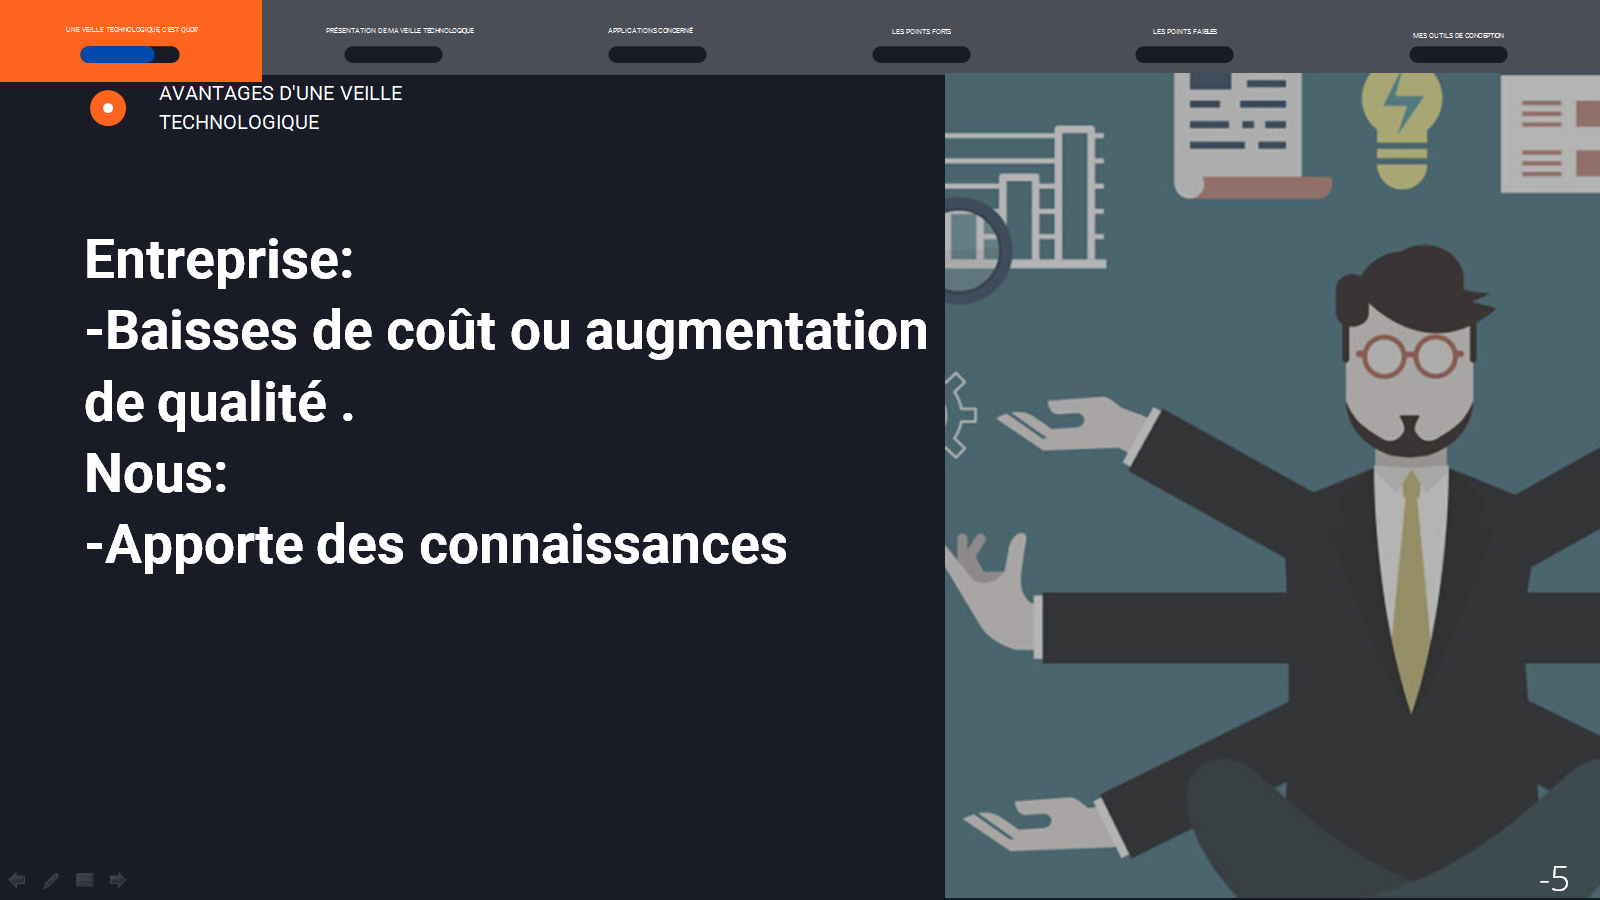 UNE VEILLE TECHNOLOGIQUE, C'EST QUOI?
PRÉSENTATION DE MA VEILLE TECHNOLOGIQUE
APPLICATIONS CONCERNÉ
LES POINTS FORTS
LES POINTS FAIBLES
MES OUTILS DE CONCEPTION
AVANTAGES D'UNE VEILLE
TECHNOLOGIQUE
Entreprise:
-Baisses de coût ou augmentation
de qualité .
Nous:
-Apporte des connaissances
-5